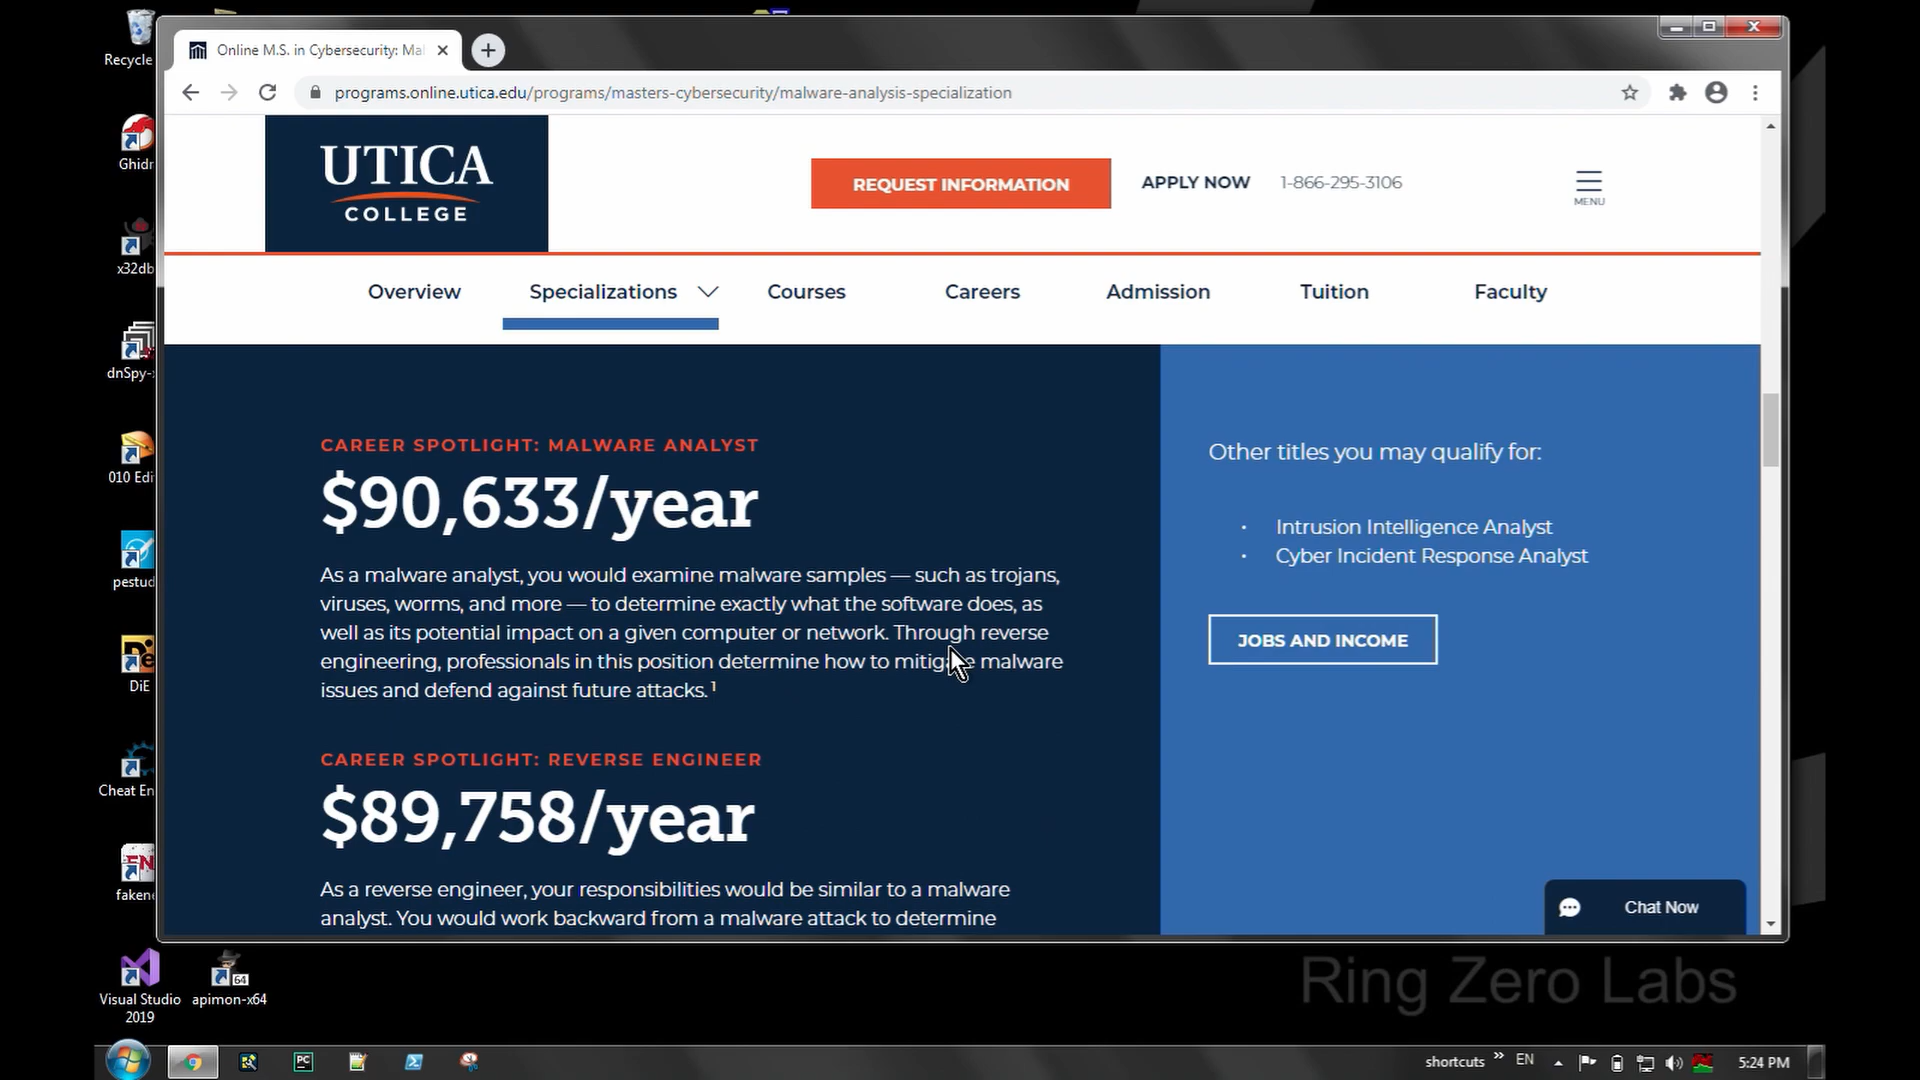 Recycle
Online M.S. in Cybersecurity: Mal
programs.online.utica.edu/programs/masters-cybersecurity/malware-analysis-specialization
UTICA
COLLEGE
REQUEST INFORMATION
APPLY NOW
1-866-295-3106
MENU
Overview
Specializations
Courses
Careers
Admission
Tuition
Faculty
CAREER SPOTLIGHT: MALWARE ANALYST
$90,633/year
As a malware analyst, you would examine malware samples — such as trojans,
viruses, worms, and more — to determine exactly what the software does, as
well as its potential impact on a given computer or network. Through reverse
engineering, professionals in this position determine how to mitigate malware
issues and defend against future attacks.¹
CAREER SPOTLIGHT: REVERSE ENGINEER
$89,758/year
As a reverse engineer, your responsibilities would be similar to a malware
analyst. You would work backward from a malware attack to determine
Other titles you may qualify for:
· Intrusion Intelligence Analyst
· Cyber Incident Response Analyst
JOBS AND INCOME
Chat Now
Ghidr
x32db
dnSpy-
010 Edi
pestud
DiE
Cheat En
FN
fakene
Visual Studio
2019
64
apimon-x64
Ring Zero Labs
PC
shortcuts
EN
5:24 PM